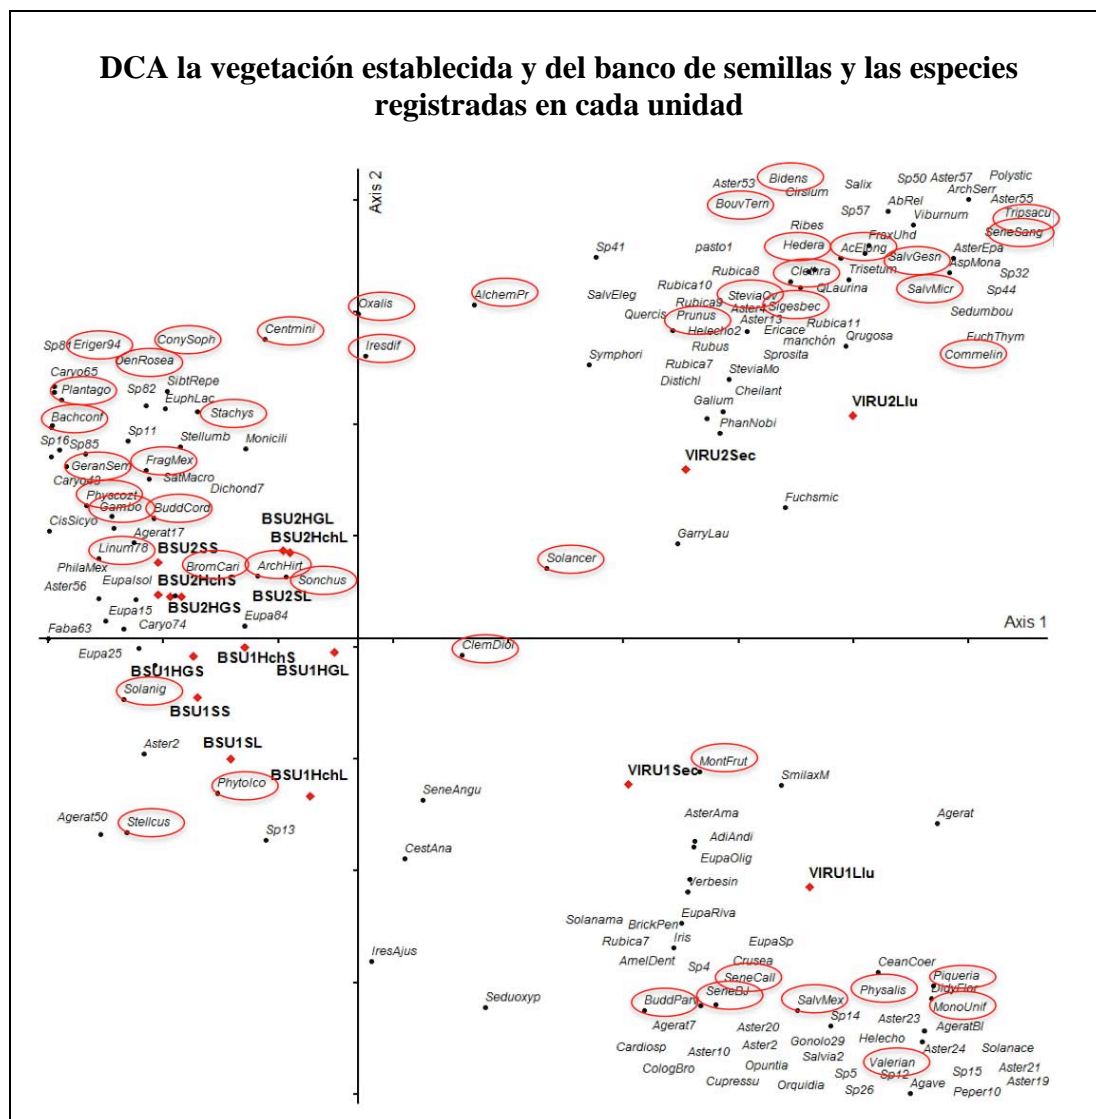 DCA la vegetación establecida y del banco de semillas y las especies
registradas en cada unidad
Axis 2
Axis 1
Aster53
Bidens
Cirsium
Salix
Sp50
Aster57
Polystic
BouvTern
Sp57
AbRel
ArchSerr
Aster55
Tripsacu
Ribes
Viburnum
SeneSang
Sp41
pasto1
Hedera
AcElong
FraxUhd
SalvGesn
AsterEpa
AspMona
Sp32
Rubica8
Clethra
Trisetum
SalvMicr
Sp44
Rubica10
SalvEleg
QLaurina
Rubica9
SteviaOv
Sigesbec
Sedumbou
Oxalis
AlchemPr
Quercis
Prunus
Aster4
Aster13
Rubica11
Helecho2
Ericace
manchón
Qrugosa
FuchThym
Commelin
Rubus
Sprosita
Centmini
Iresdif
Symphori
Rubica7
SteviaMo
Distichl
Cheilant
Sp81
Eriger94
ConySoph
DenRosea
Caryo65
Plantago
Sp82
SibtRepe
EuphLac
Stachys
Galium
VIRU2Llu
Bachconf
PhanNobi
Sp11
Stellumb
Monicili
Sp16
Sp85
VIRU2Sec
GeranSem
FragMex
SatMacro
Caryo43
Dichond7
Physcozt
Gambo
BuddCord
Fuchsmic
CisSicyo
Agerat17
BSU2HGL
BSU2HchL
GarryLau
Linum78
BSU2SS
PhilaMex
EupaIsol
BromCari
ArchHirt
Sonchus
Solancer
BSU2HchS
Aster56
BSU2HGS
BSU2SL
Eupa15
Caryo74
Eupa84
Faba63
Eupa25
BSU1HGS
BSU1HchS
BSU1HGL
ClemDioi
Solanig
BSU1SS
Aster2
BSU1SL
MontFrut
VIRU1Sec
SmilaxM
Phytolco
BSU1HchL
SeneAngu
Agerat50
Stellcus
Sp13
AsterAma
Agerat
AdiAndi
CestAna
EupaOlig
Verbesin
VIRU1Llu
Solanama
BrickPen
EupaRiva
Rubica7
Iris
EupaSp
IresAjus
AmelDent
Sp4
Crusea
CeanCoer
SeneCall
Piqueria
Seduoxyp
BuddParv
SeneBJ
SalvMex
Physalis
DidyFlor
MonoUnif
Agerat7
Aster20
Sp14
Aster23
AgeratBl
Cardiosp
Aster10
Aster2
Gonolo29
Helecho
Aster24
Solanace
CologBro
Opuntia
Salvia2
Valerian
Cupressu
Orquidia
Sp5
Sp12
Sp15
Aster21
Sp26
Agave
Peper10
Aster19